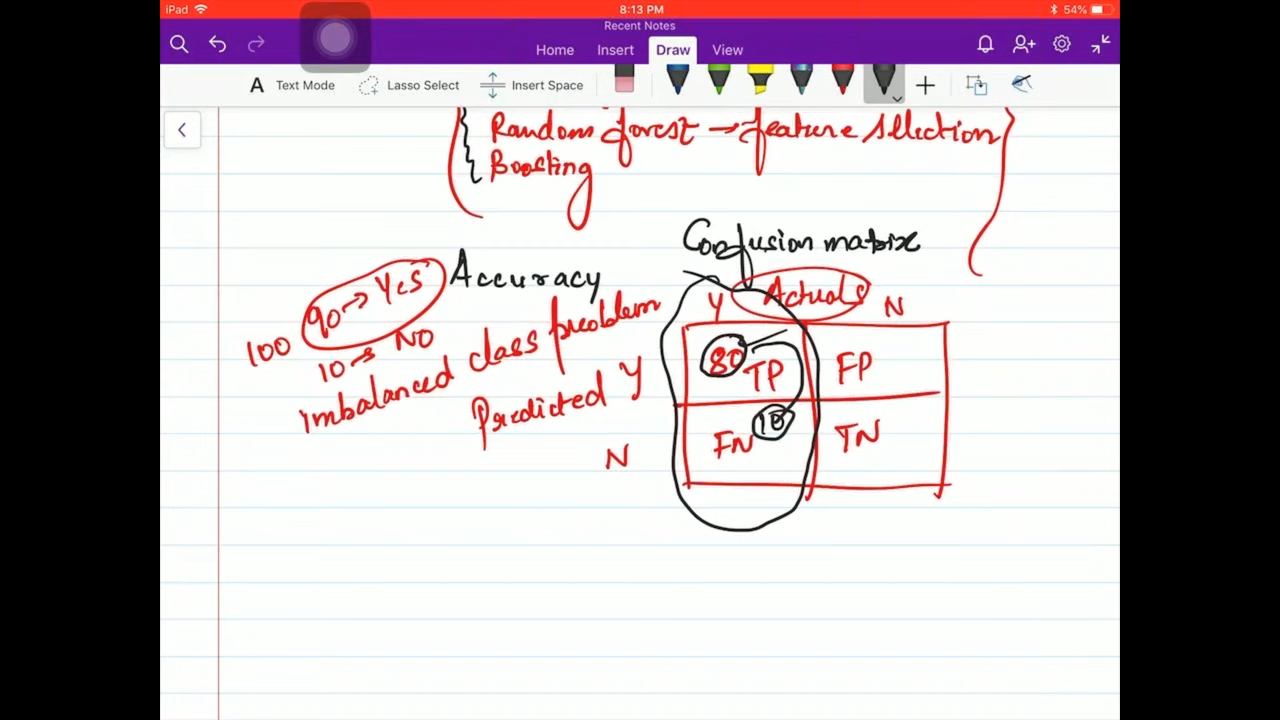 iPad 8:13 PM 54%
Recent Notes
Home Insert Draw View
A Text Mode Lasso Select Insert Space
Random forest → feature selection
Boosting
Confusion matrix
Accuracy
Y Actuals N
100 90 → Yes
10 → NO
imbalanced class problem
80 TP FP
Predicted Y
FN 10 TN
N